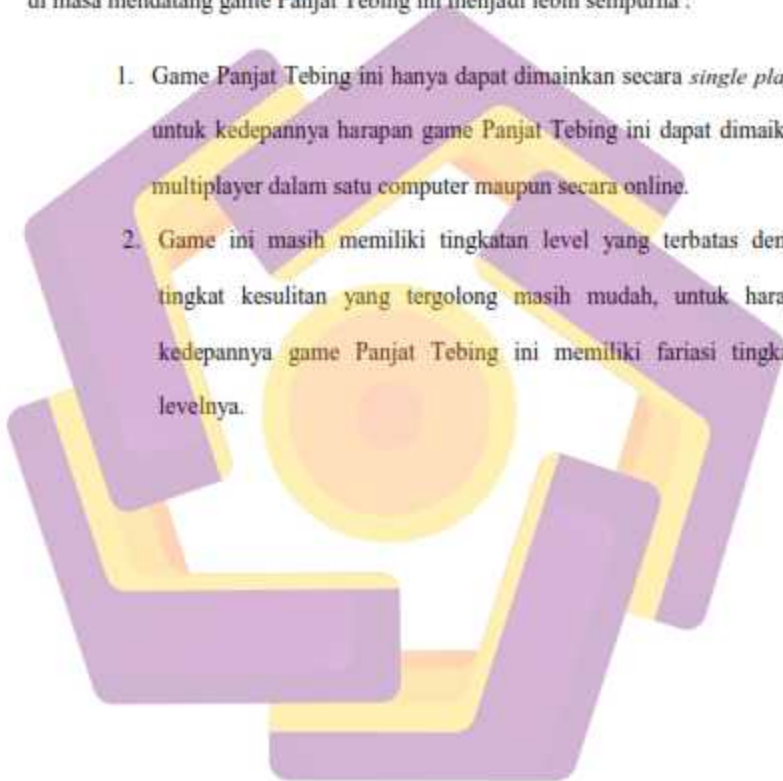 di masa mendatang game Panjat Tebing ini menjadi lebih sempurna :
1. Game Panjat Tebing ini hanya dapat dimainkan secara single pla
untuk kedepannya harapan game Panjat Tebing ini dapat dimaik
multiplayer dalam satu computer maupun secara online.
2. Game ini masih memiliki tingkatan level yang terbatas den
tingkat kesulitan yang tergolong masih mudah, untuk hara
kedepannya game Panjat Tebing ini memiliki fariasi tingk
levelnya.